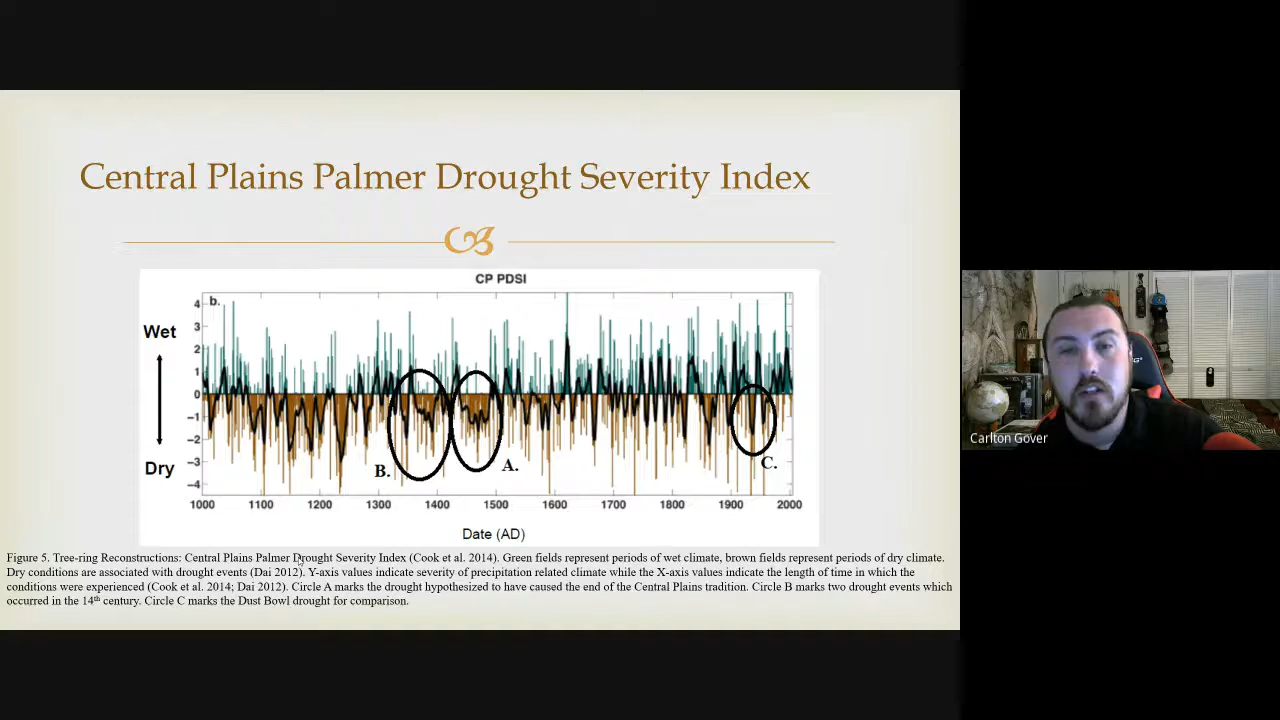 Central Plains Palmer Drought Severity Index
CP PDSI
b.
4
3
2
1
0
-1
-2
-3
-4
Wet
Dry
B.
A.
C.
1000 1100 1200 1300 1400 1500 1600 1700 1800 1900 2000
Date (AD)
Figure 5. Tree-ring Reconstructions: Central Plains Palmer Drought Severity Index (Cook et al. 2014). Green fields represent periods of wet climate, brown fields represent periods of dry climate.
Dry conditions are associated with drought events (Dai 2012). Y-axis values indicate severity of precipitation related climate while the X-axis values indicate the length of time in which the
conditions were experienced (Cook et al. 2014; Dai 2012). Circle A marks the drought hypothesized to have caused the end of the Central Plains tradition. Circle B marks two drought events which
occurred in the 14th century. Circle C marks the Dust Bowl drought for comparison.
Carlton Gover